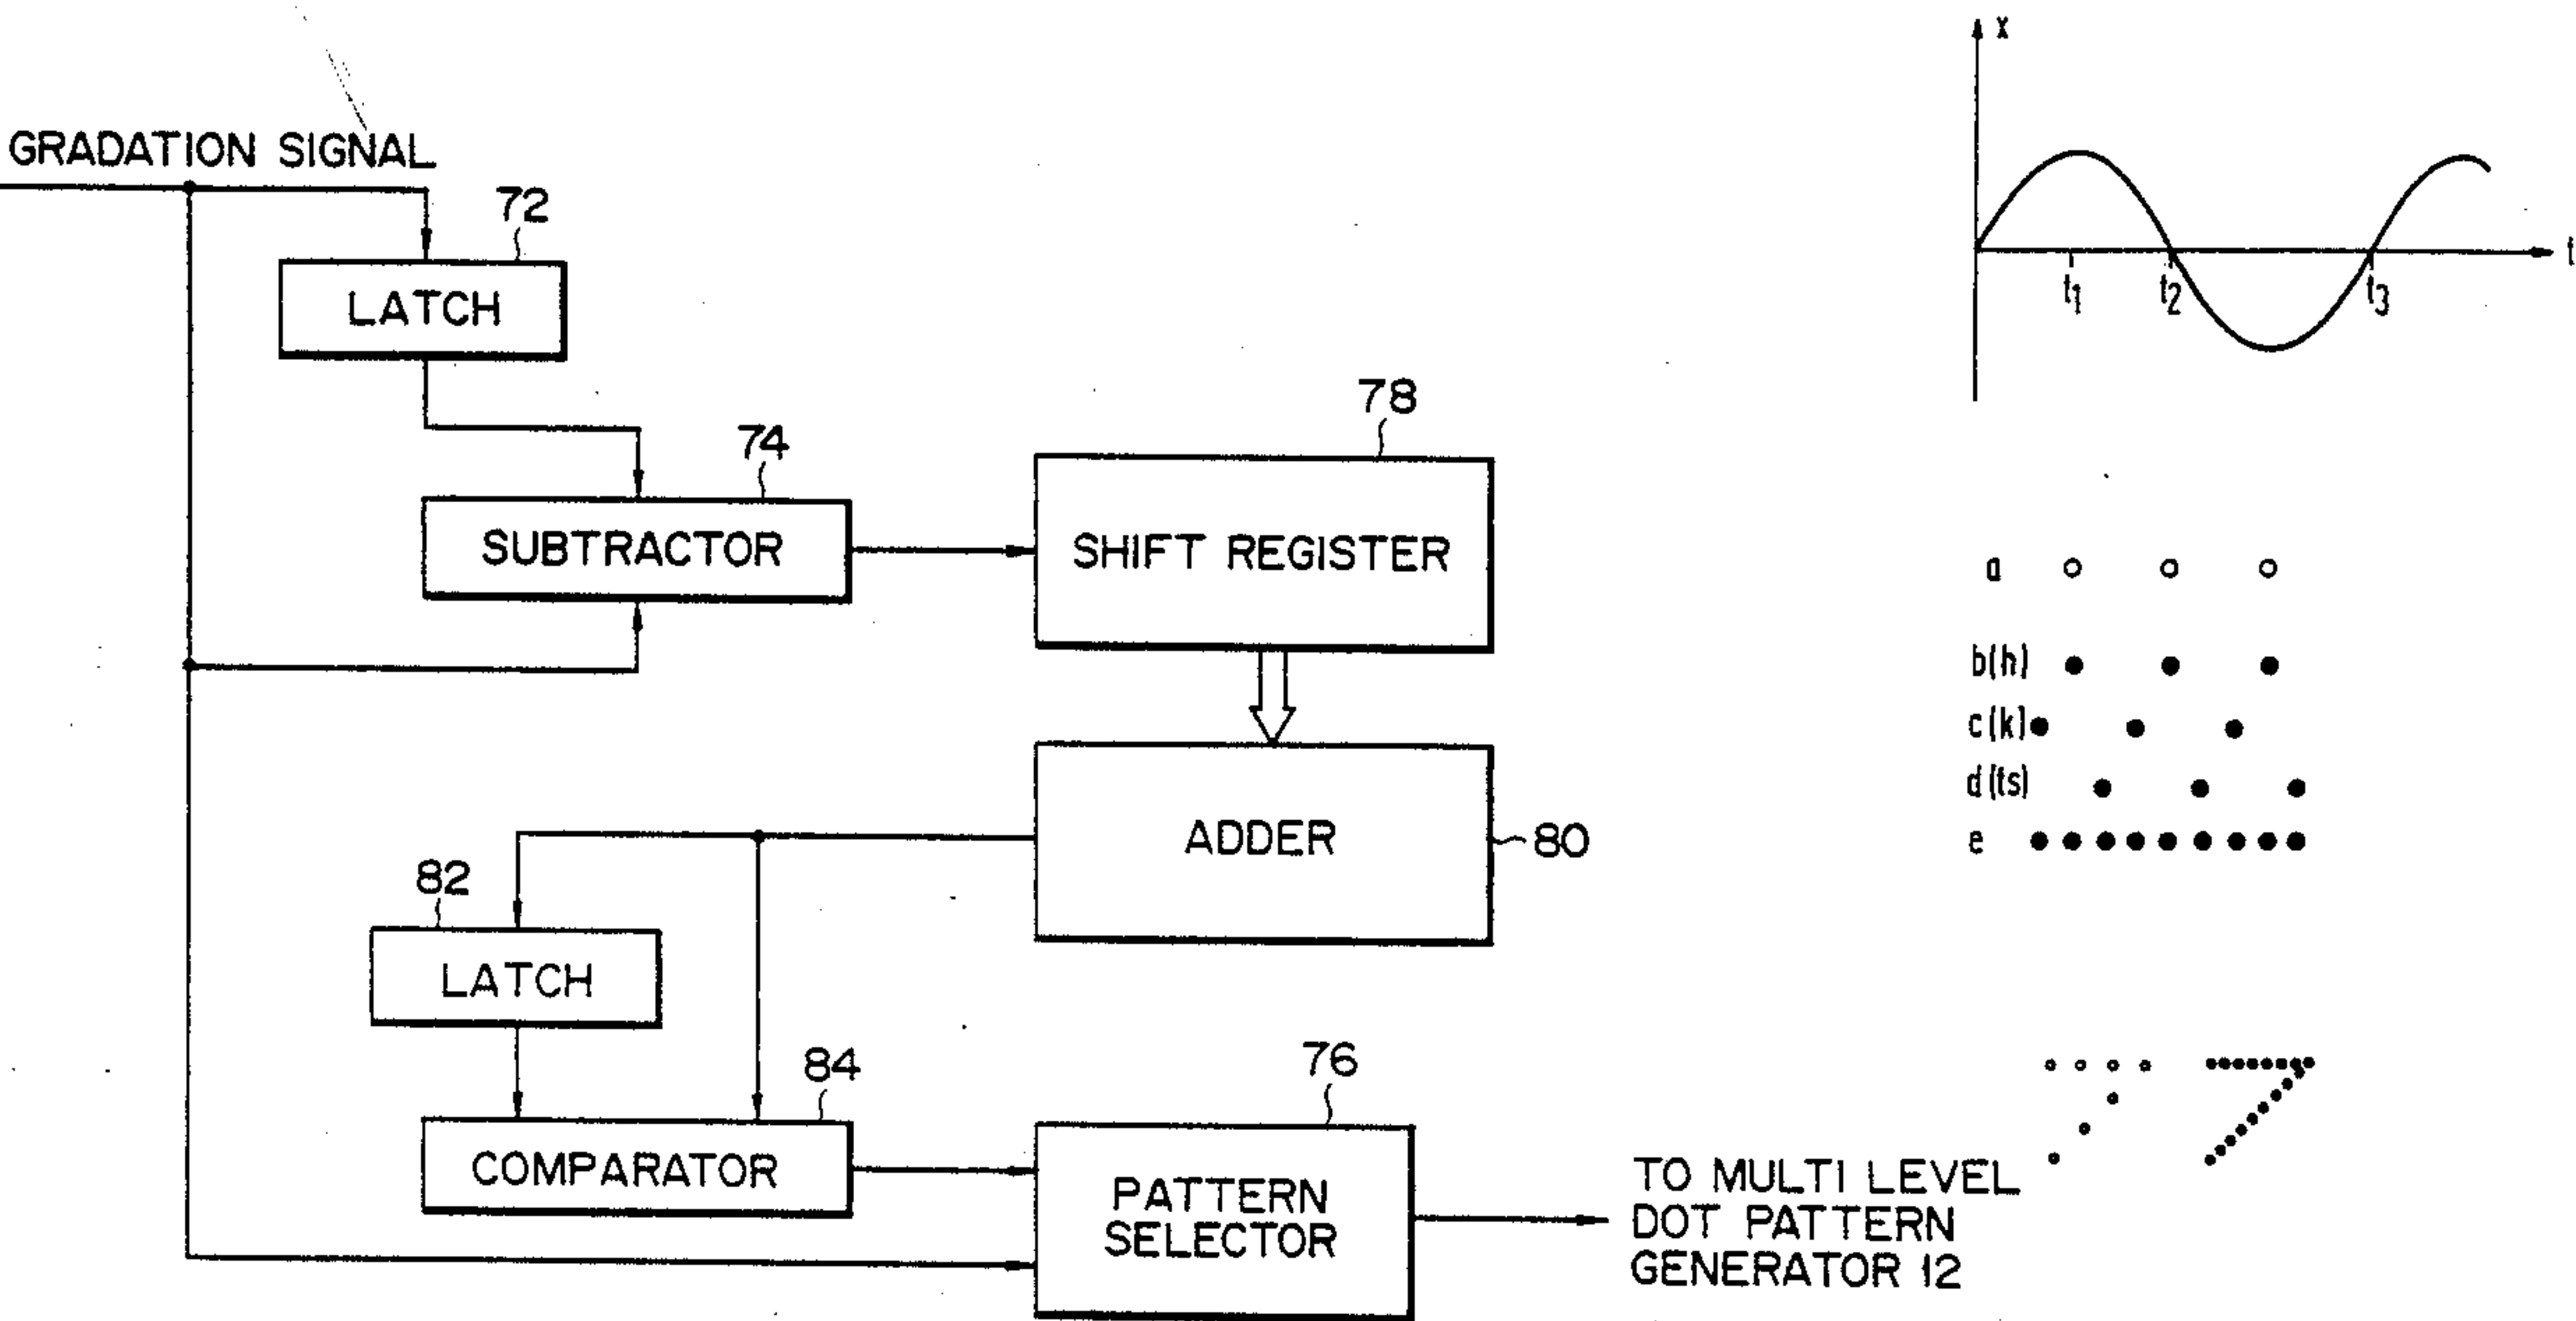 GRADATION SIGNAL
72
LATCH
74
SUBTRACTOR
78
SHIFT REGISTER
ADDER
80
82
LATCH
84
COMPARATOR
76
PATTERN
SELECTOR
TO MULTI LEVEL
DOT PATTERN
GENERATOR 12
x
t
t1
t2
t3
a
b(h)
c(k)
d(ts)
e